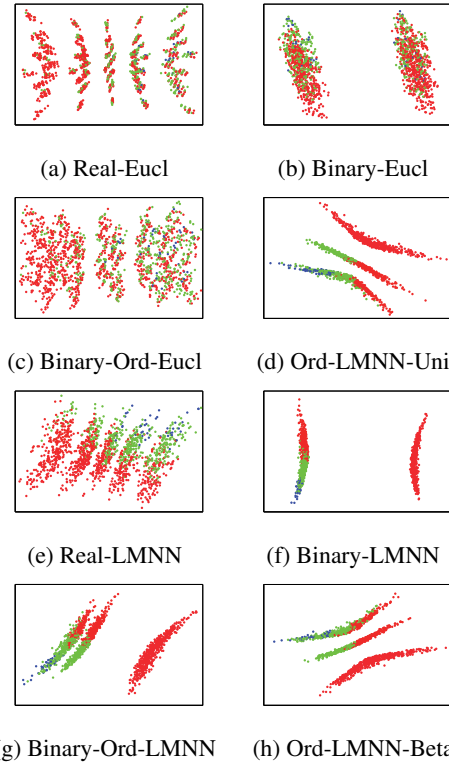 (a) Real-Eucl
(b) Binary-Eucl
(c) Binary-Ord-Eucl
(d) Ord-LMNN-Uni
(e) Real-LMNN
(f) Binary-LMNN
g) Binary-Ord-LMNN
(h) Ord-LMNN-Beta